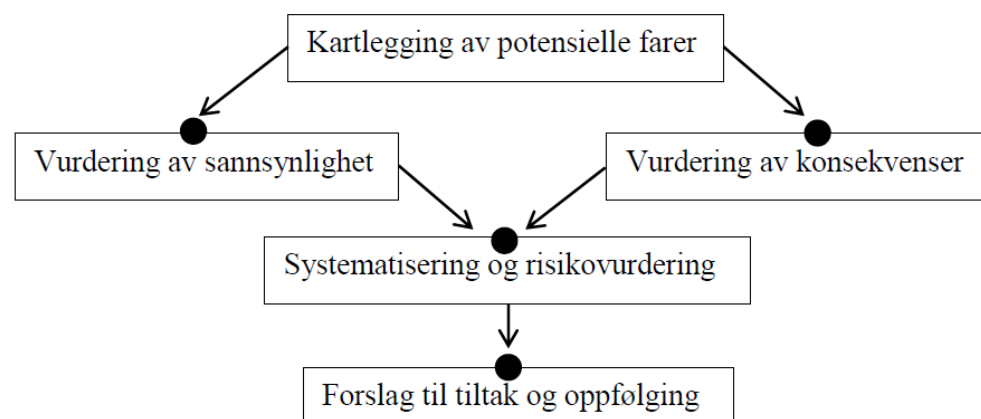 Kartlegging av potensielle farer
Vurdering av sannsynlighet
Vurdering av konsekvenser
Systematisering og risikovurdering
Forslag til tiltak og oppfølging